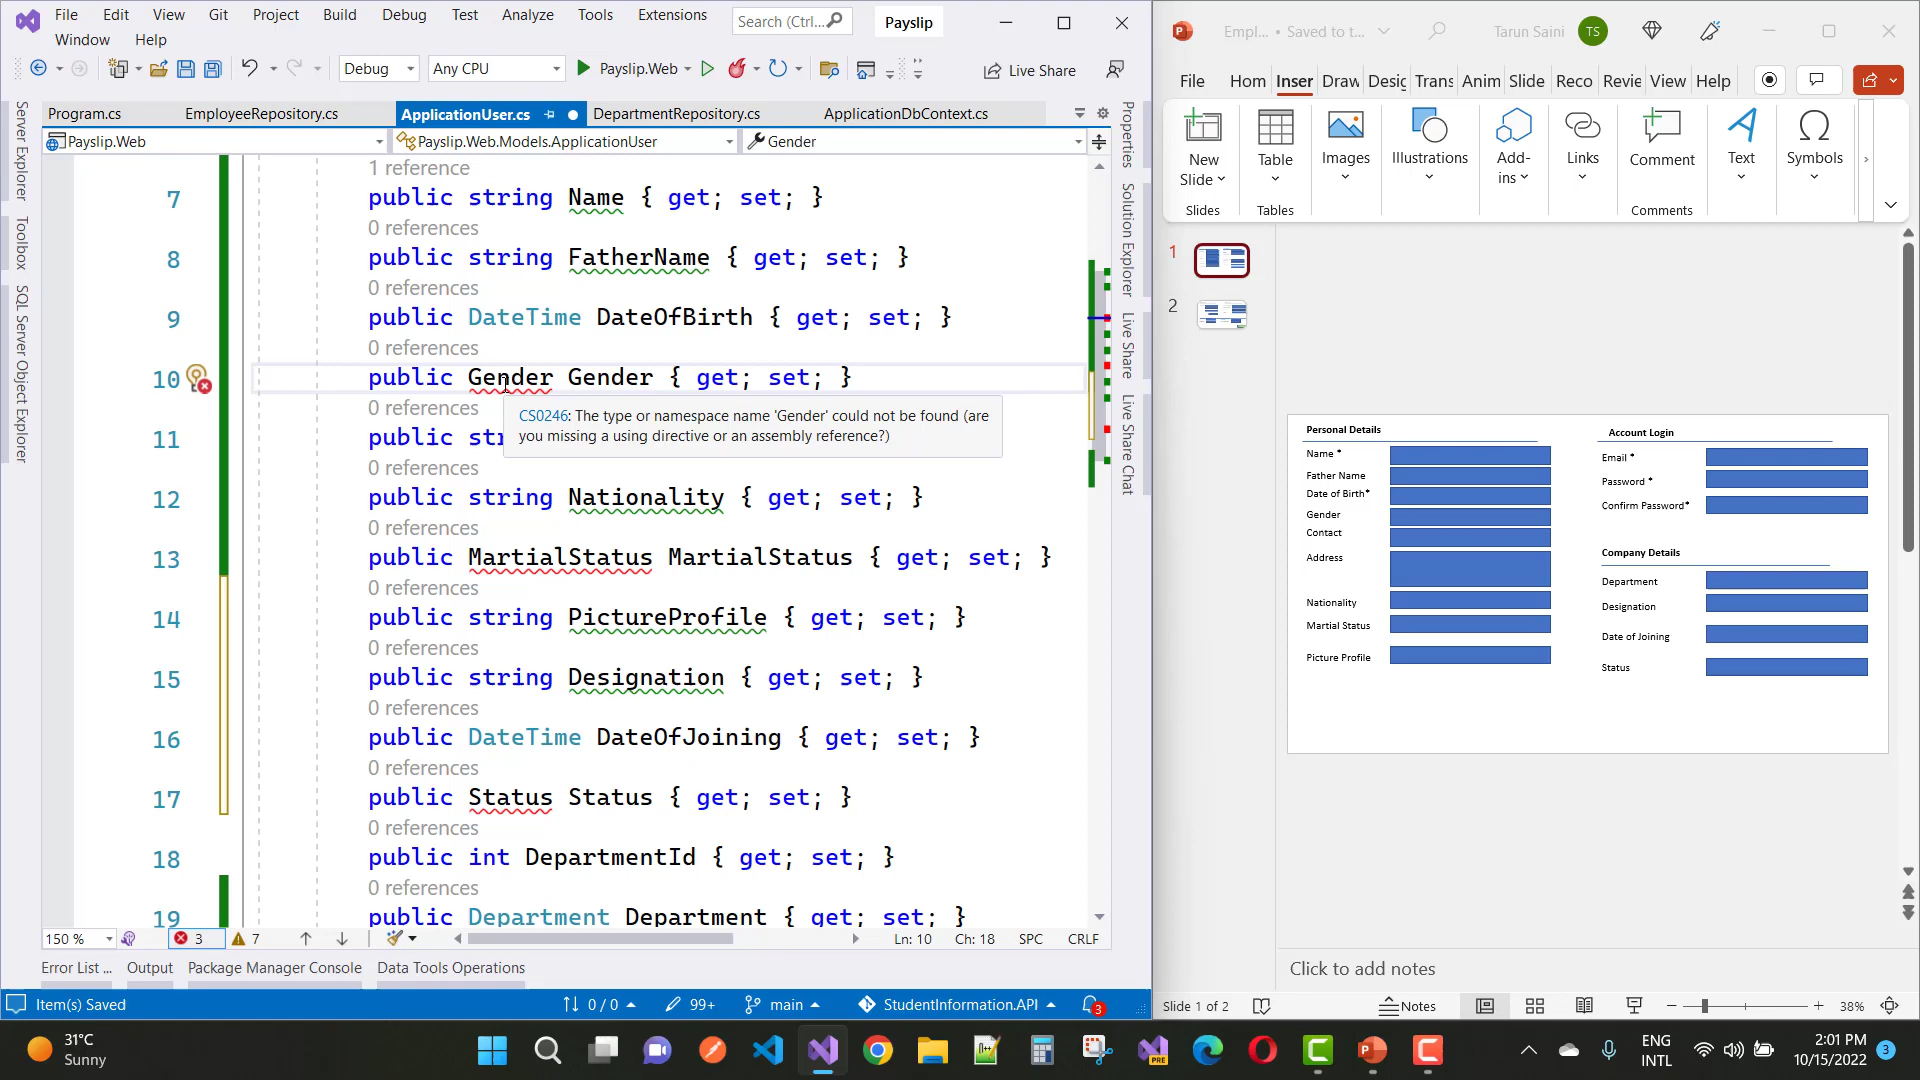 File Edit View Git Project Build Debug Test Analyze Tools Extensions
Window Help
Search (Ctrl...
Payslip
Debug Any CPU Payslip.Web Live Share
Program.cs EmployeeRepository.cs ApplicationUser.cs DepartmentRepository.cs ApplicationDbContext.cs
Payslip.Web Payslip.Web.Models.ApplicationUser Gender
Server Explorer
Toolbox
SQL Server Object Explorer
1 reference
7 public string Name { get; set; }
0 references
8 public string FatherName { get; set; }
0 references
9 public DateTime DateOfBirth { get; set; }
0 references
10 public Gender Gender { get; set; }
0 references
CS0246: The type or namespace name 'Gender' could not be found (are
you missing a using directive or an assembly reference?)
11 public str
0 references
12 public string Nationality { get; set; }
0 references
13 public MartialStatus MartialStatus { get; set; }
0 references
14 public string PictureProfile { get; set; }
0 references
15 public string Designation { get; set; }
0 references
16 public DateTime DateOfJoining { get; set; }
0 references
17 public Status Status { get; set; }
0 references
18 public int DepartmentId { get; set; }
0 references
19 public Department Department { get; set; }
Properties
Solution Explorer
Live Share
Live Share Chat
150 % 3 7 Ln: 10 Ch: 18 SPC CRLF
Error List ... Output Package Manager Console Data Tools Operations
Item(s) Saved 0 / 0 99+ main StudentInformation.API 3
Empl... • Saved to t... Tarun Saini TS
File Hom Inser Draw Desig Trans Anim Slide Reco Revie View Help
New
Slide
Table
Images
Illustrations
Add-
ins
Links
Comment
Text
Symbols
Slides Tables Comments
1
2
Personal Details
Name *
Father Name
Date of Birth*
Gender
Contact
Address
Nationality
Martial Status
Picture Profile
Account Login
Email *
Password *
Confirm Password*
Company Details
Department
Designation
Date of Joining
Status
Click to add notes
Slide 1 of 2 Notes 38%
31°C
Sunny
PRE
ENG
INTL
2:01 PM
10/15/2022
3